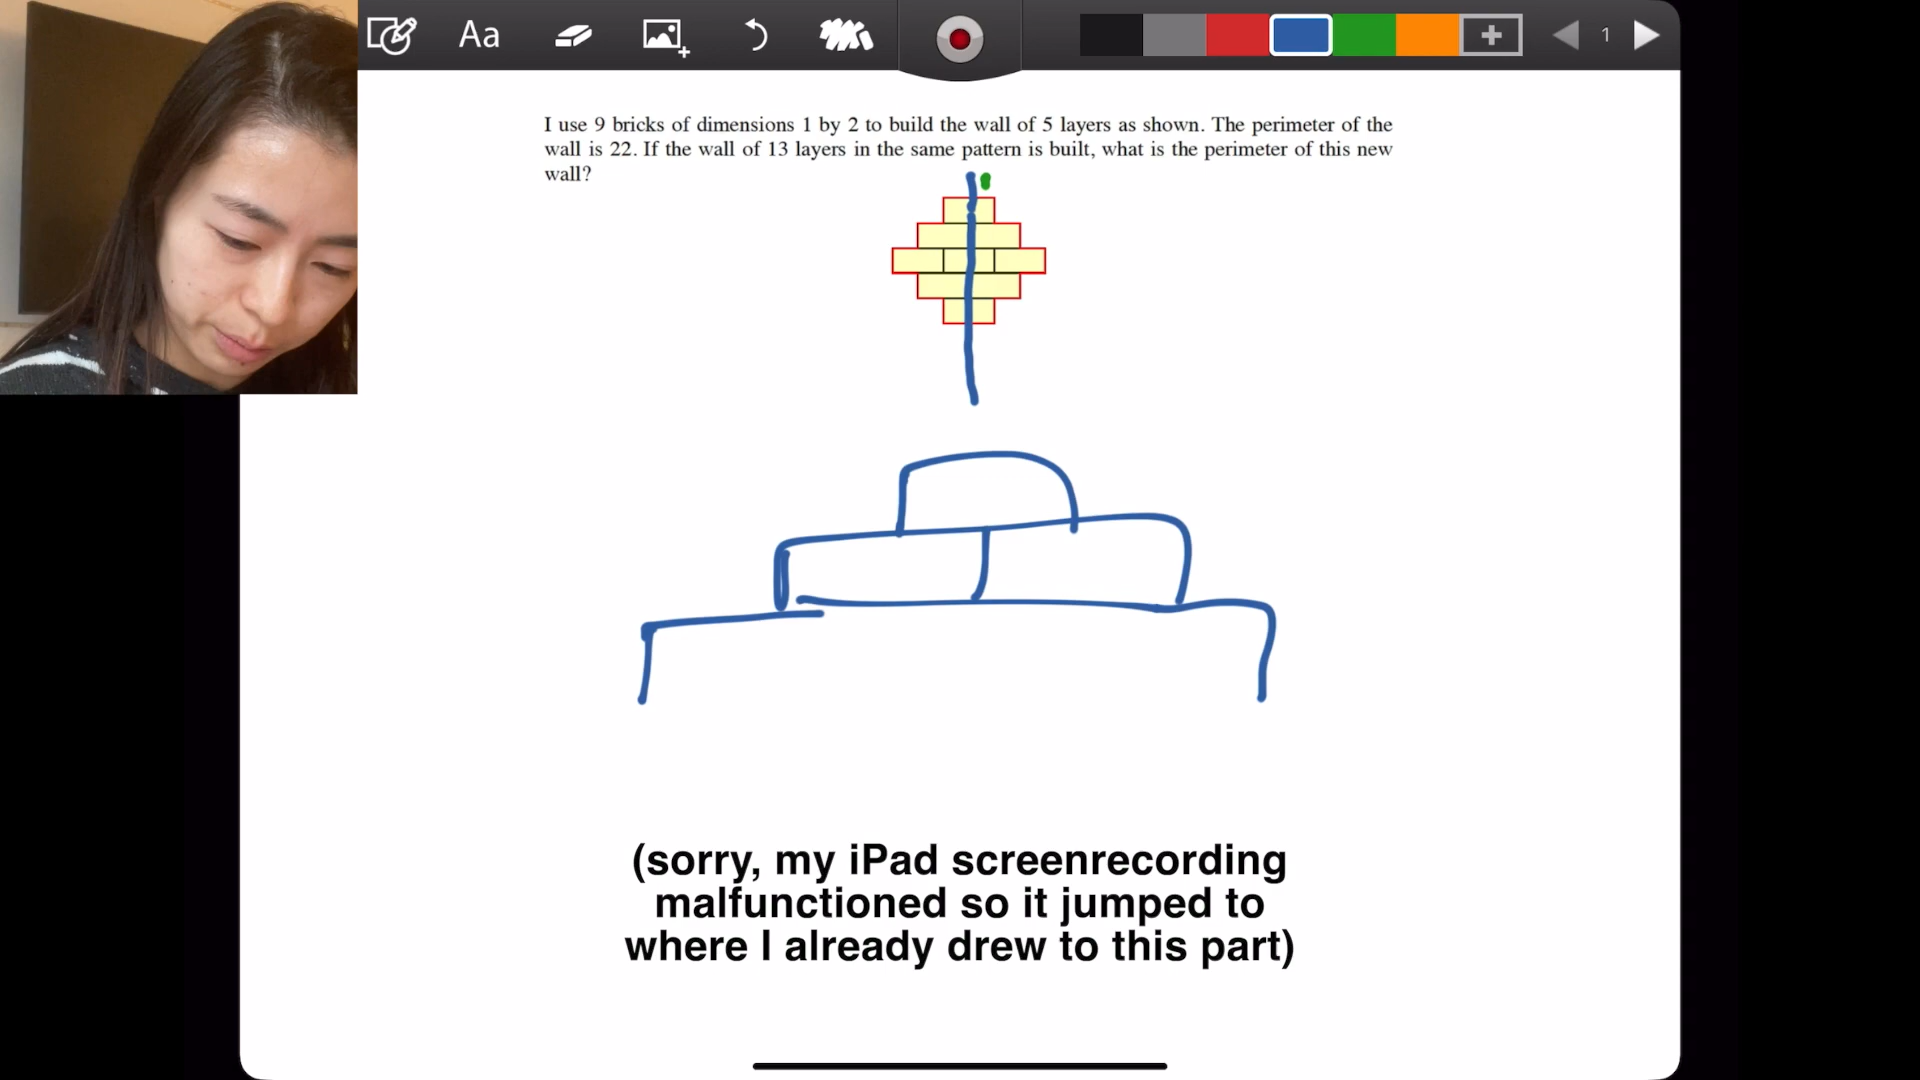 Aa
1
I use 9 bricks of dimensions 1 by 2 to build the wall of 5 layers as shown. The perimeter of the
wall is 22. If the wall of 13 layers in the same pattern is built, what is the perimeter of this new
wall?
(sorry, my iPad screenrecording
malfunctioned so it jumped to
where I already drew to this part)